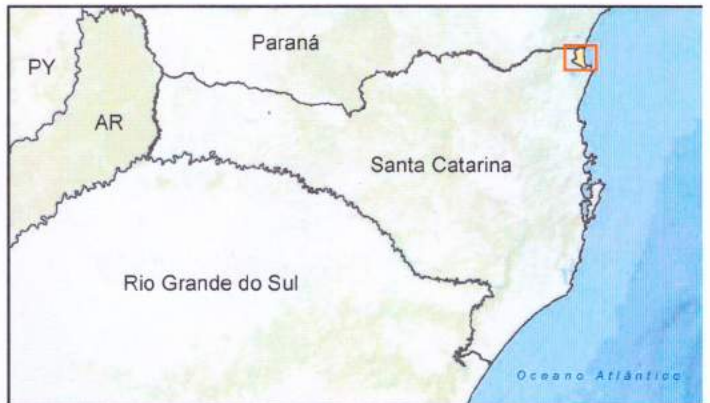 Paraná
PY
AR
Santa Catarina
Rio Grande do Sul
Oceano Atlântico